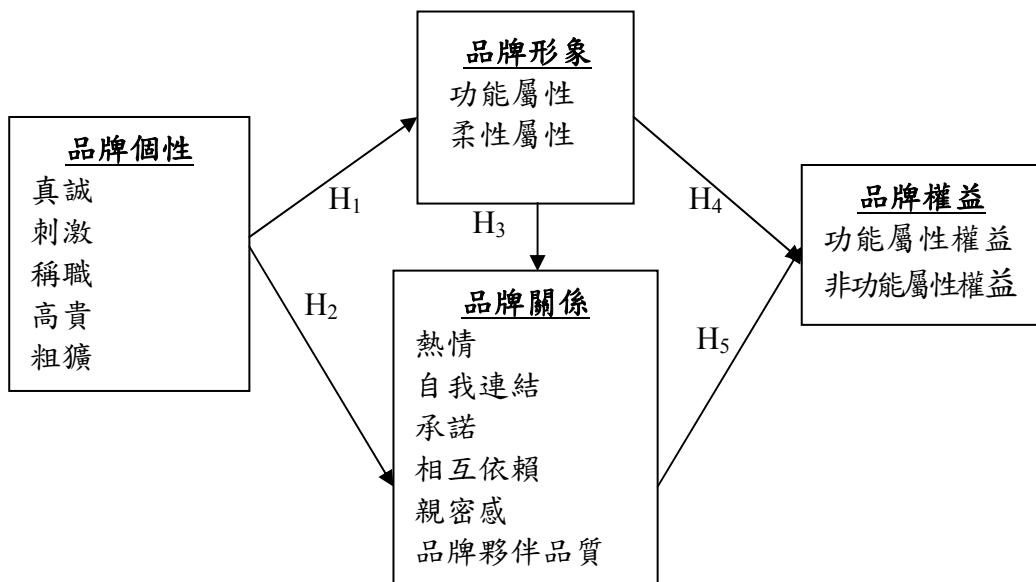 品牌形象
功能屬性
柔性屬性
品牌個性
真誠
刺激
稱職
高貴
粗獷
H₁
H₂
H₃
H₄
品牌權益
功能屬性權益
非功能屬性權益
品牌關係
熱情
自我連結
承諾
相互依賴
親密感
品牌夥伴品質
H₅